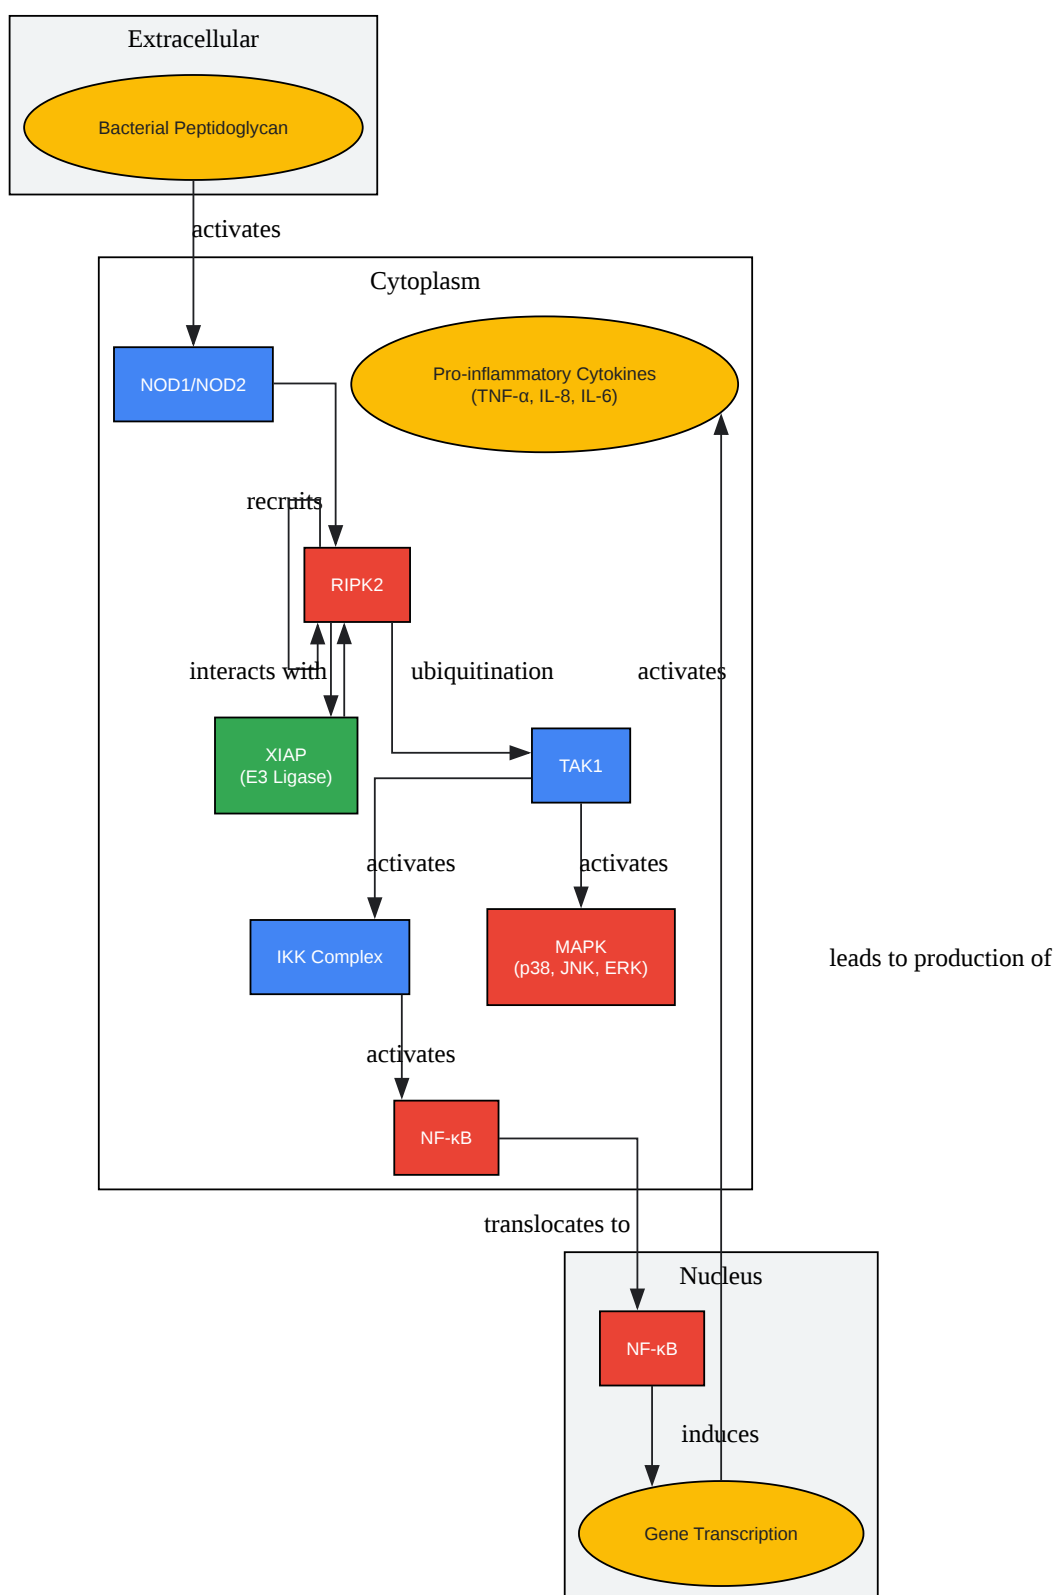 Extracellular
Bacterial Peptidoglycan
activates
Cytoplasm
NOD1/NOD2
Pro-inflammatory Cytokines
(TNF-α, IL-8, IL-6)
recruits
RIPK2
interacts with
ubiquitination
activates
XIAP
(E3 Ligase)
TAK1
activates
activates
IKK Complex
MAPK
(p38, JNK, ERK)
leads to production of
activates
NF-κB
translocates to
Nucleus
NF-κB
induces
Gene Transcription